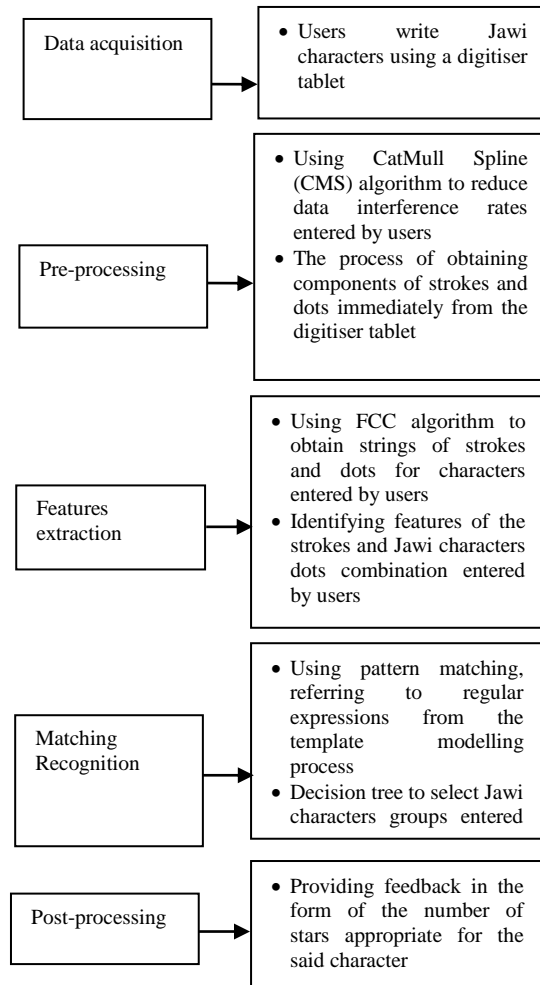 Data acquisition
• Users write Jawi
characters using a digitiser
tablet
Pre-processing
• Using CatMull Spline
(CMS) algorithm to reduce
data interference rates
entered by users
• The process of obtaining
components of strokes and
dots immediately from the
digitiser tablet
Features
extraction
• Using FCC algorithm to
obtain strings of strokes
and dots for characters
entered by users
• Identifying features of the
strokes and Jawi characters
dots combination entered
by users
Matching
Recognition
• Using pattern matching,
referring to regular
expressions from the
template modelling
process
• Decision tree to select Jawi
characters groups entered
Post-processing
• Providing feedback in the
form of the number of
stars appropriate for the
said character